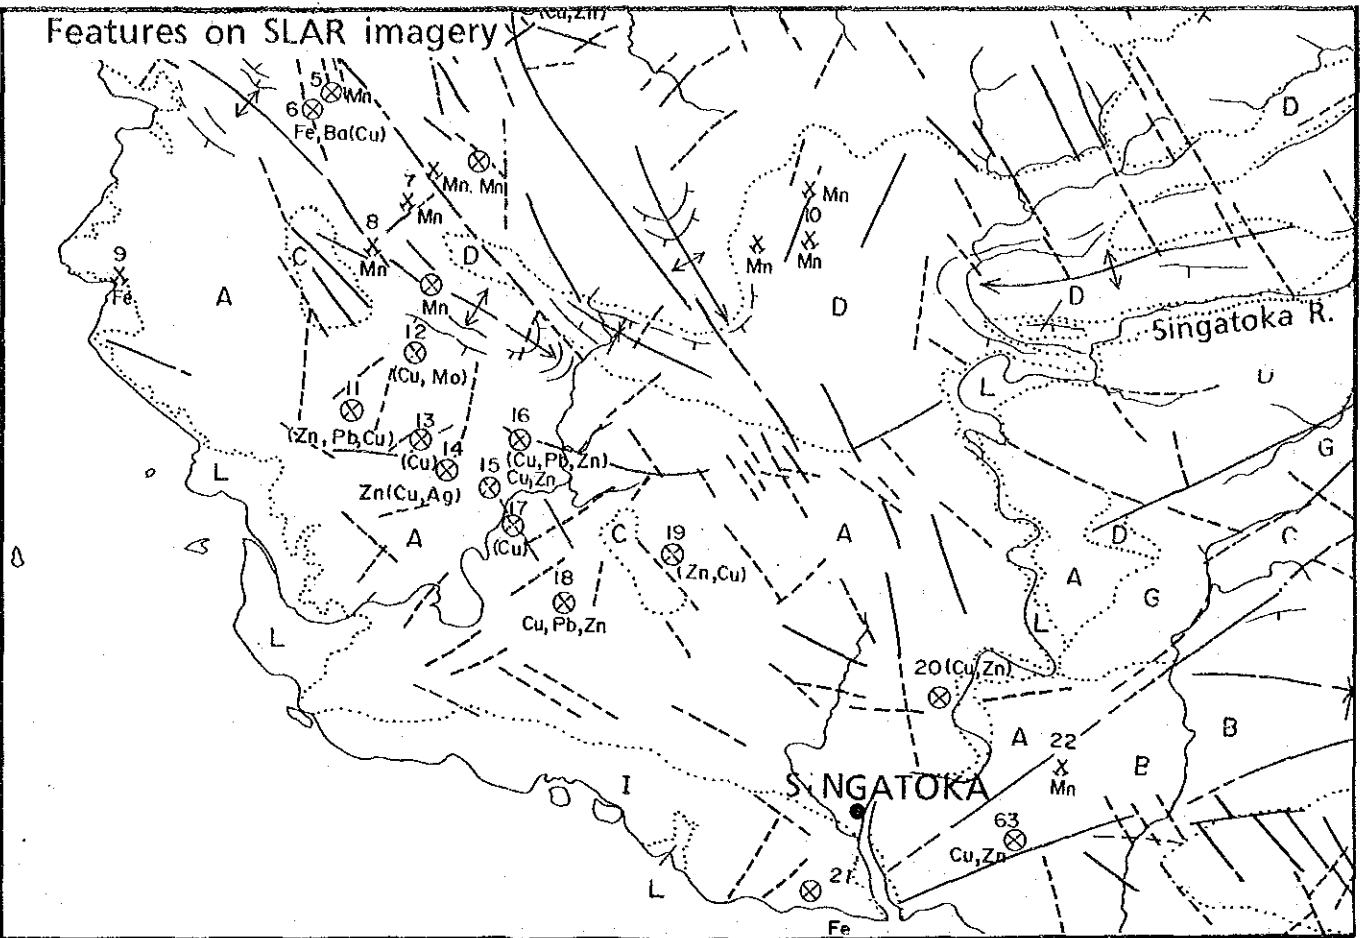 (Cu,Zn)
Features on SLAR imagery
5
Mn
6
Fe,Ba(Cu)
D
7
Mn
Mn
Mn
Mn
10
8
Mn
C
D
Mn
Mn
9
Fe
A
Mn
D
D
Singatoka R.
12
(Cu, Mo)
11
(Zn,Pb,Cu)
L
13
(Cu)
16
(Cu,Pb,Zn)
14
15
Cu,Zn
Zn(Cu,Ag)
G
L
17
(Cu)
A
C
19
(Zn,Cu)
A
D
C
A
G
18
Cu,Pb,Zn
L
L
20(Cu,Zn)
A
22
Mn
B
B
I
S NGATOKA
63
Cu,Zn
L
21
Fe